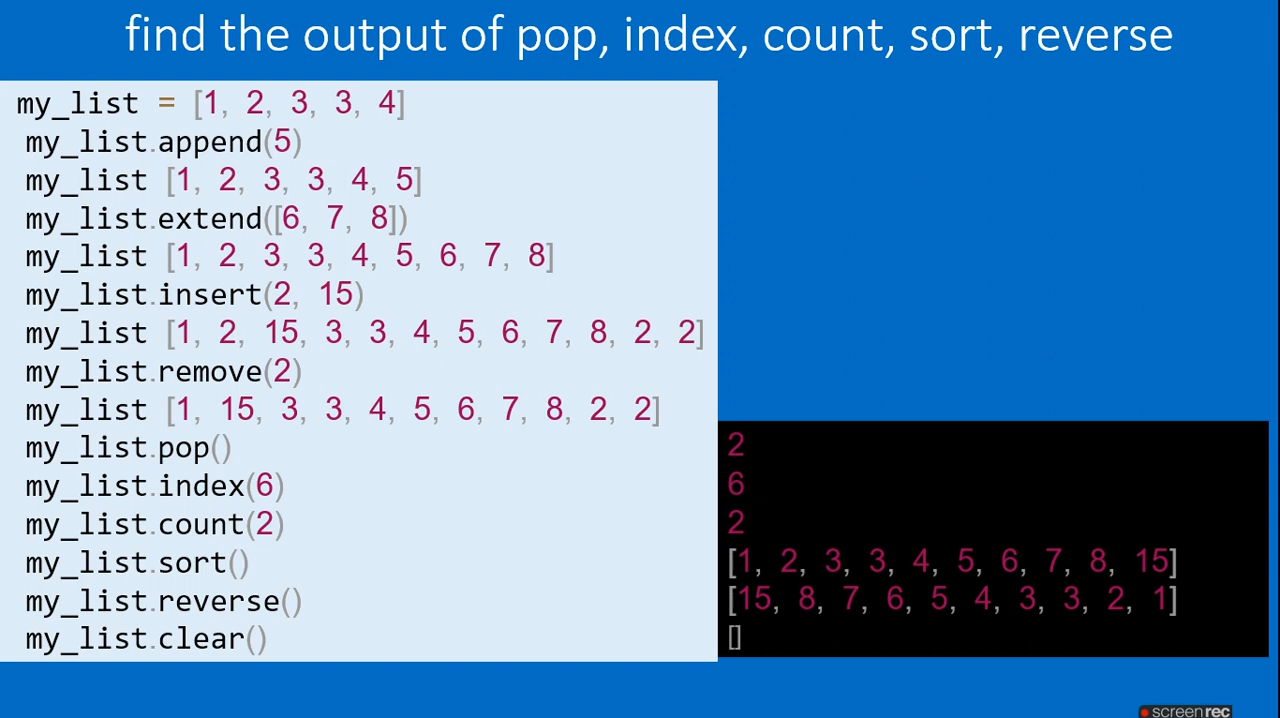 find the output of pop, index, count, sort, reverse
my_list = [1, 2, 3, 3, 4]
my_list.append(5)
my_list [1, 2, 3, 3, 4, 5]
my_list.extend([6, 7, 8])
my_list [1, 2, 3, 3, 4, 5, 6, 7, 8]
my_list.insert(2, 15)
my_list [1, 2, 15, 3, 3, 4, 5, 6, 7, 8, 2, 2]
my_list.remove(2)
my_list [1, 15, 3, 3, 4, 5, 6, 7, 8, 2, 2]
my_list.pop()
my_list.index(6)
my_list.count(2)
my_list.sort()
my_list.reverse()
my_list.clear()
2
6
2
[1, 2, 3, 3, 4, 5, 6, 7, 8, 15]
[15, 8, 7, 6, 5, 4, 3, 3, 2, 1]
[]
screenrec